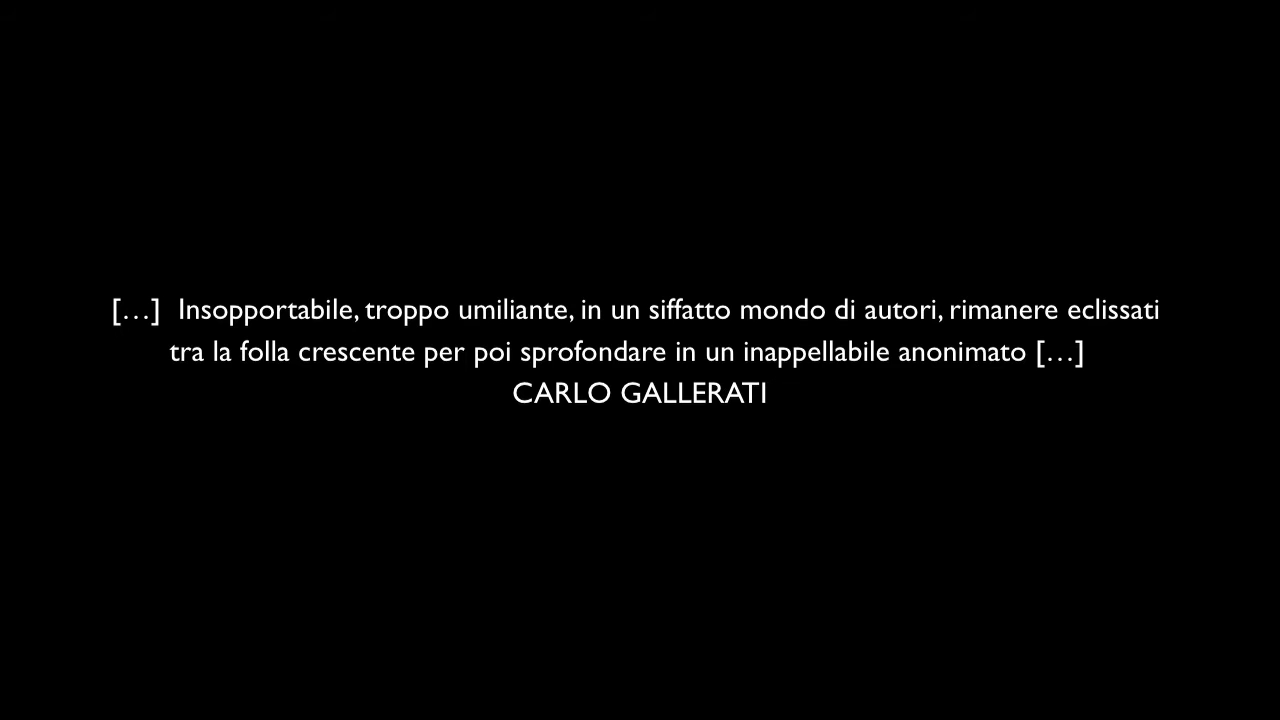 […] Insopportabile, troppo umiliante, in un siffatto mondo di autori, rimanere eclissati
tra la folla crescente per poi sprofondare in un inappellabile anonimato […]
CARLO GALLERATI